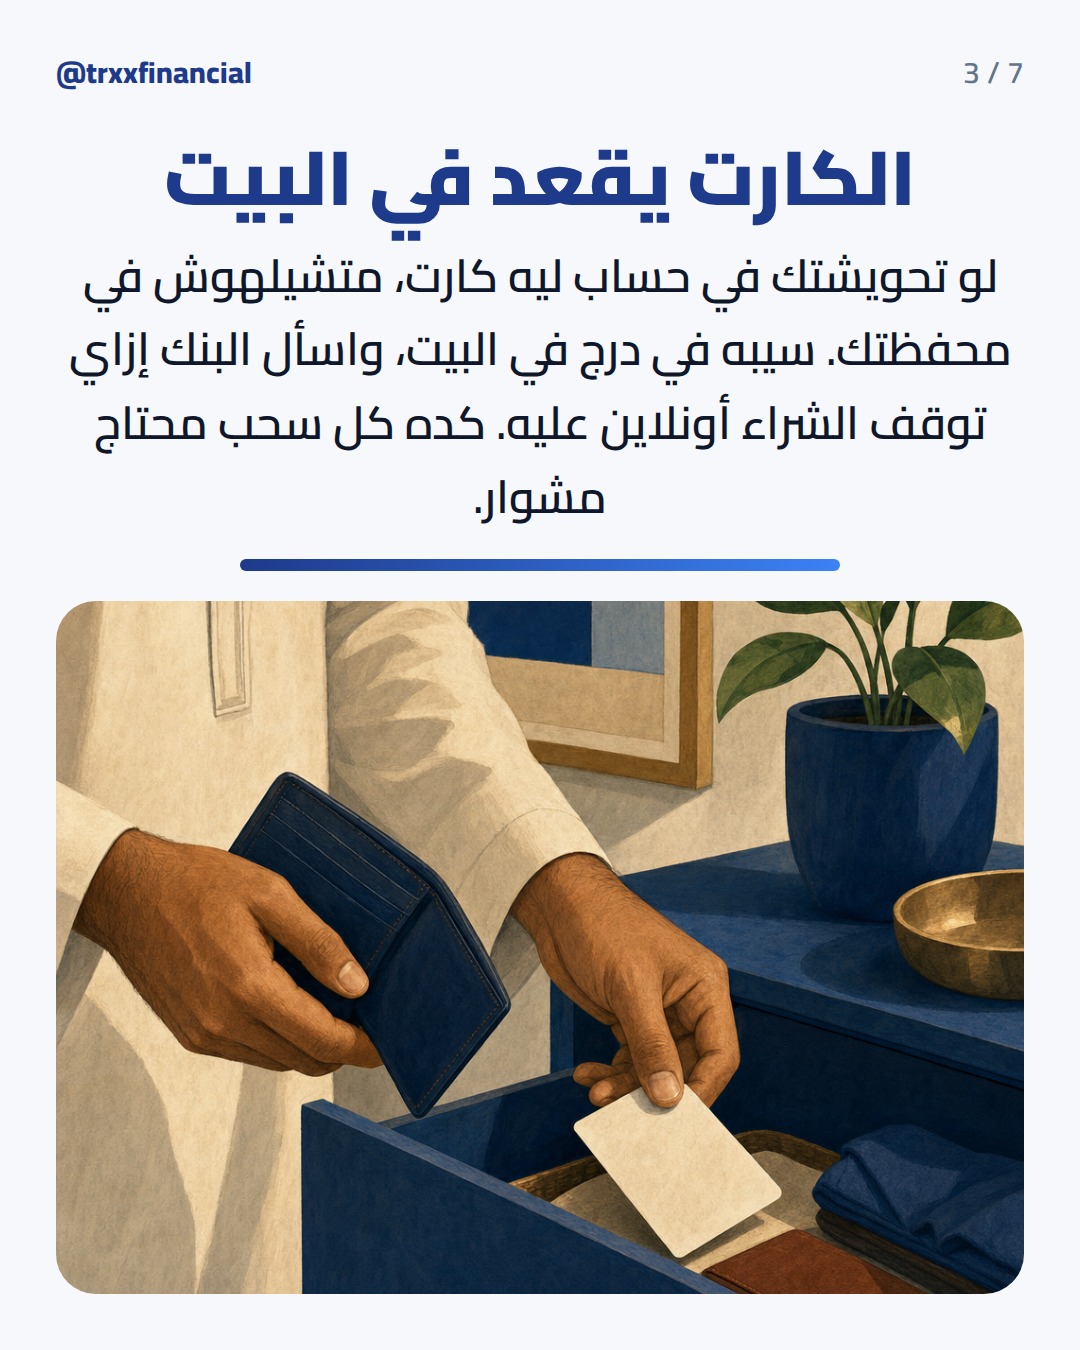 @trxxfinancial
3 / 7
الكارت يقعد في البيت
لو تحويشتك في حساب ليه كارت، متشيلهوش في
محفظتك. سيبه في درج في البيت، واسأل البنك إزاي
توقف الشراء أونلاين عليه. كده كل سحب محتاج
مشوار.